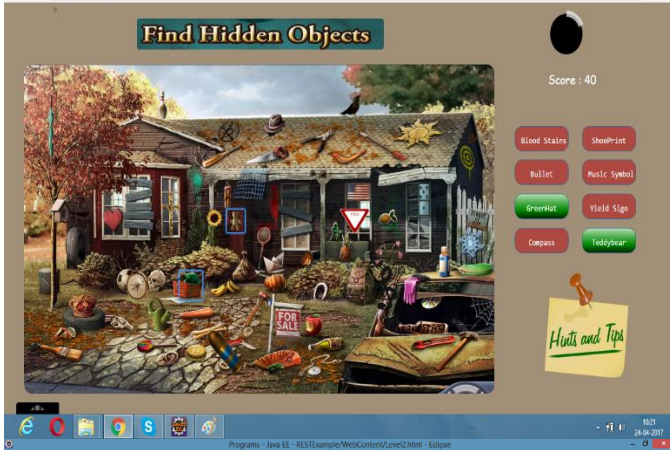 Find Hidden Objects
Score : 40
Blood Stains
ShoePrint
Bullet
Music Symbol
GreenHat
Yield Sign
Compass
Teddybear
YIELD
FOR
SALE
Hints and Tips
10:21
24-04-2017
Programs - Java EE - RESTExample/WebContent/Level2.html - Eclipse